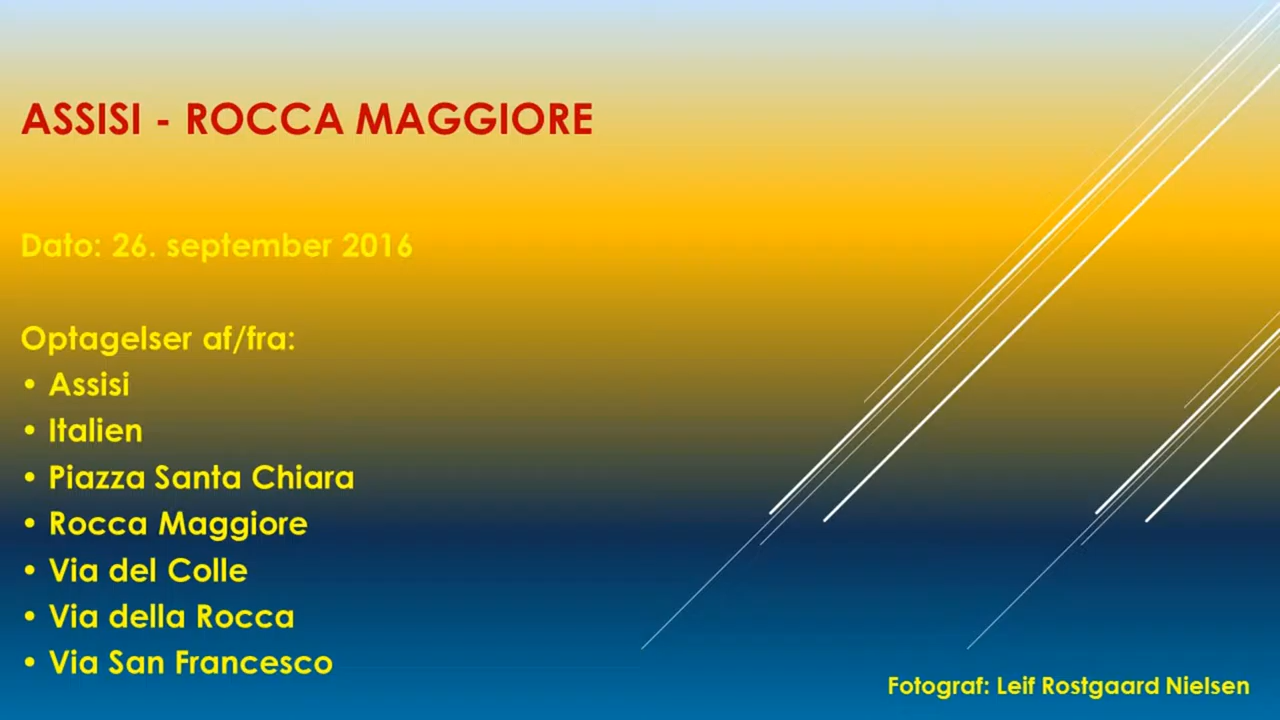 ASSISI - ROCCA MAGGIORE
Dato: 26. september 2016
Optagelser af/fra:
• Assisi
• Italien
• Piazza Santa Chiara
• Rocca Maggiore
• Via del Colle
• Via della Rocca
• Via San Francesco
Fotograf: Leif Rostgaard Nielsen